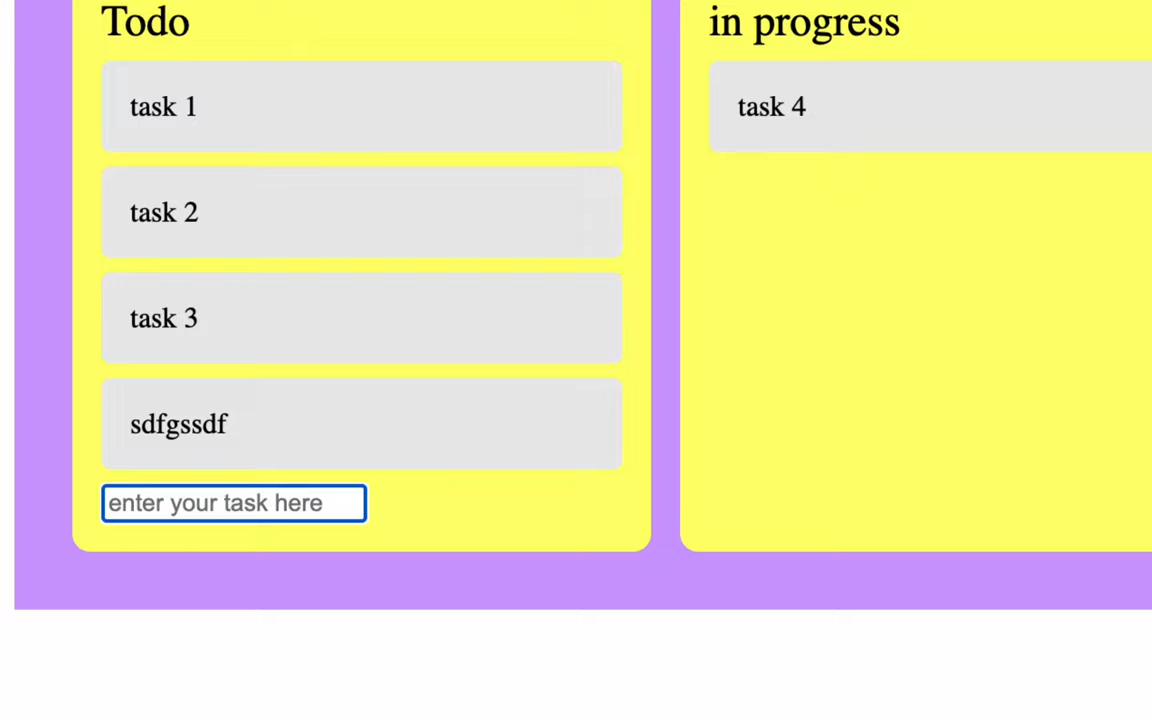 Todo
task 1
task 2
task 3
sdfgssdf
enter your task here
in progress
task 4